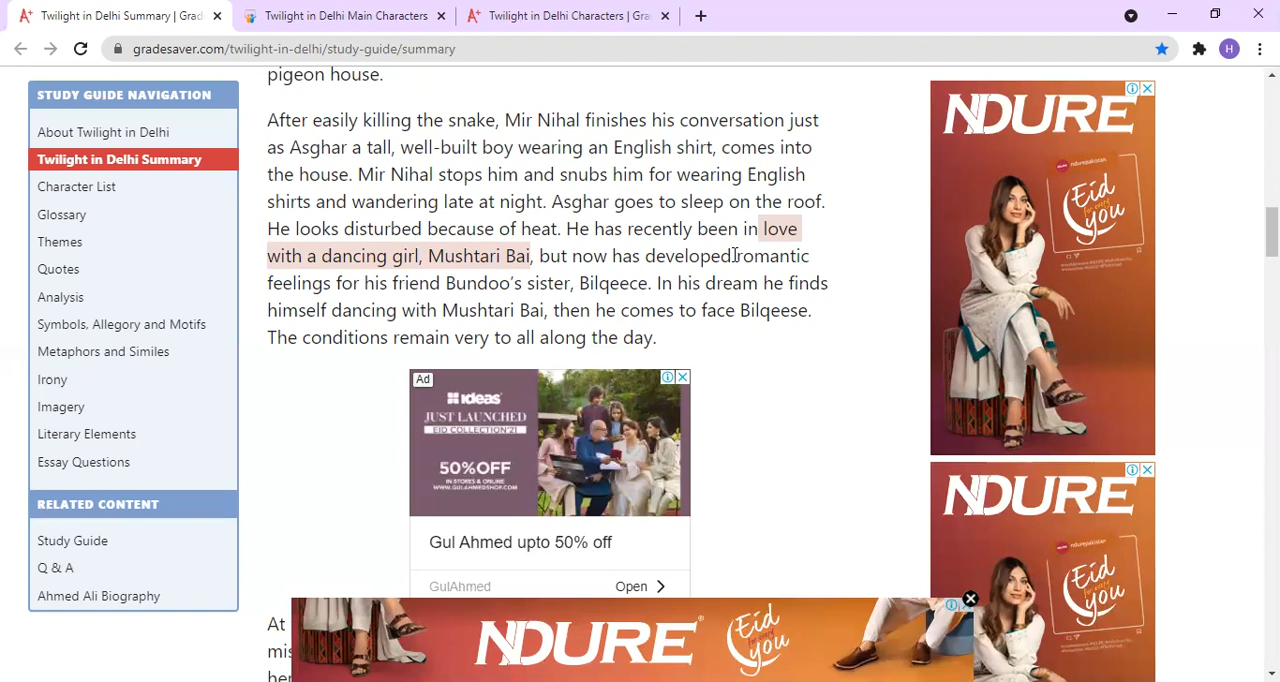 Twilight in Delhi Summary | Grad
Twilight in Delhi Main Characters
Twilight in Delhi Characters | Gra
gradesaver.com/twilight-in-delhi/study-guide/summary
H
STUDY GUIDE NAVIGATION
About Twilight in Delhi
Twilight in Delhi Summary
Character List
Glossary
Themes
Quotes
Analysis
Symbols, Allegory and Motifs
Metaphors and Similes
Irony
Imagery
Literary Elements
Essay Questions
RELATED CONTENT
Study Guide
Q & A
Ahmed Ali Biography
pigeon house.
After easily killing the snake, Mir Nihal finishes his conversation just
as Asghar a tall, well-built boy wearing an English shirt, comes into
the house. Mir Nihal stops him and snubs him for wearing English
shirts and wandering late at night. Asghar goes to sleep on the roof.
He looks disturbed because of heat. He has recently been in love
with a dancing girl, Mushtari Bai, but now has developed romantic
feelings for his friend Bundoo’s sister, Bilqeece. In his dream he finds
himself dancing with Mushtari Bai, then he comes to face Bilqeese.
The conditions remain very to all along the day.
Ad
ideas
JUST LAUNCHED
EID COLLECTION'21
50%OFF
IN STORES & ONLINE
WWW.GULAHMEDSHOP.COM
Gul Ahmed upto 50% off
GulAhmed
Open
At
mis
her
NDURE
Eid
for every
you
NDURE
ndurepakistan
Eid
for every
you
NDURE
ndurepakistan
Eid
for every
you